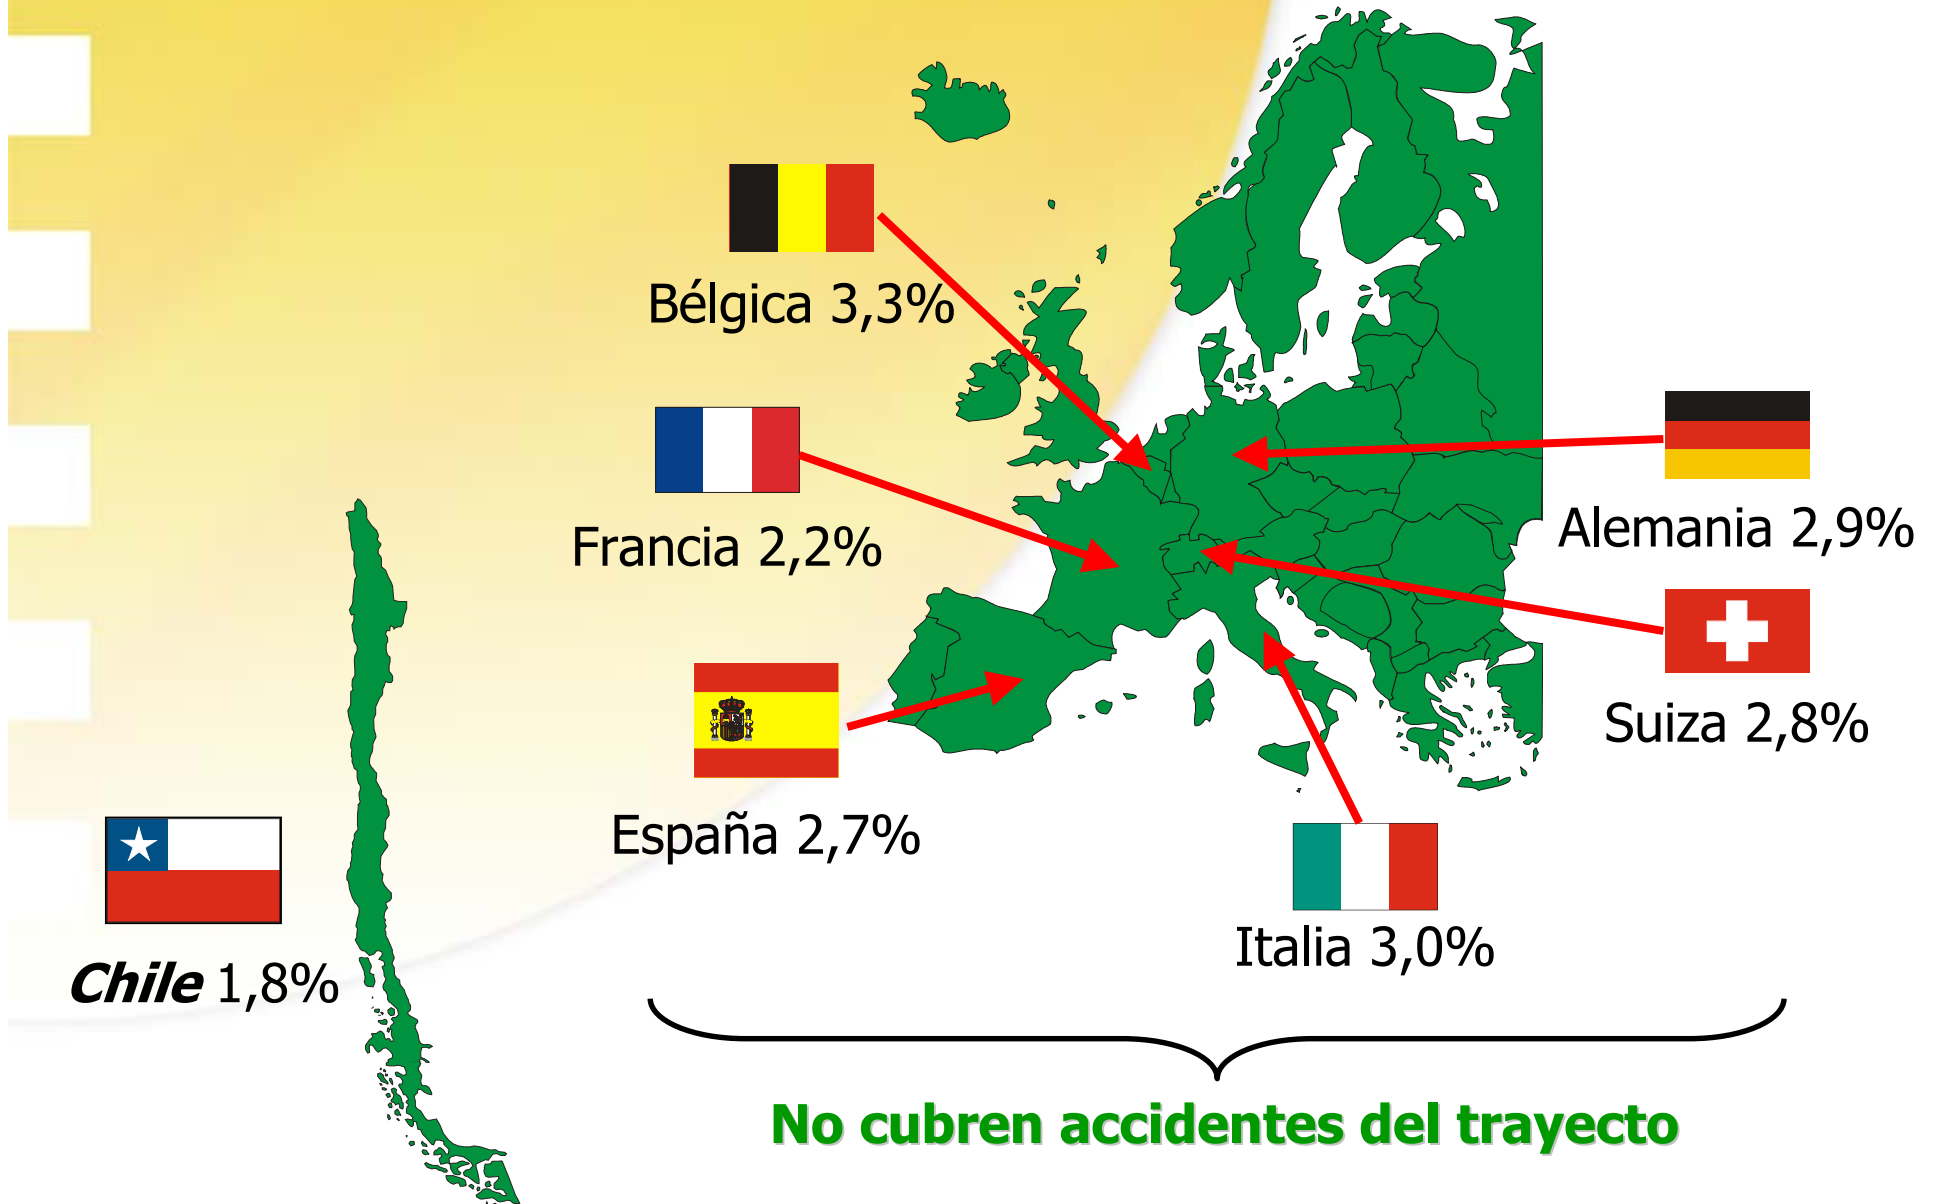 Bélgica 3,3%
Francia 2,2%
Alemania 2,9%
Suiza 2,8%
España 2,7%
Italia 3,0%
Chile 1,8%
No cubren accidentes del trayecto